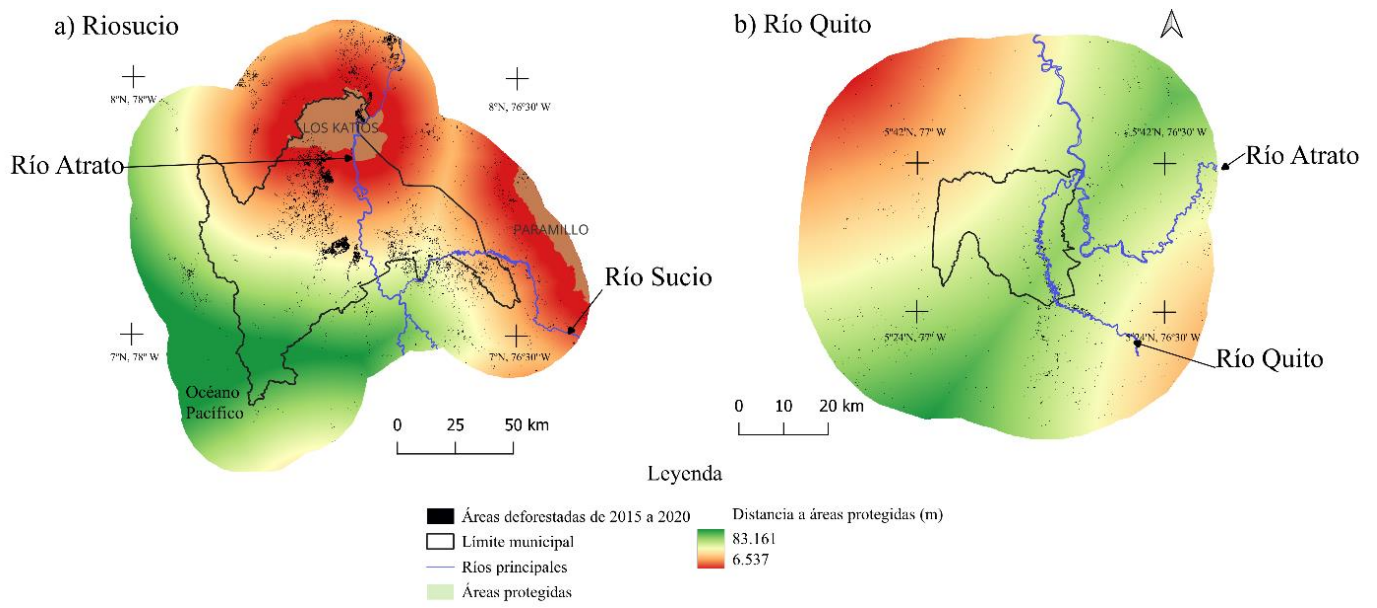 a) Riosucio
8°N, 78° W
8°N, 76°30' W
LOS KATIOS
Río Atrato
PARAMILLO
Río Sucio
7°N, 78° W
7°N, 76°30' W
Océano
Pacífico
0 25 50 km
b) Río Quito
5°42'N, 77° W
5°42'N, 76°30' W
Río Atrato
5°24'N, 77° W
5°24'N, 76°30' W
Río Quito
0 10 20 km
Leyenda
Áreas deforestadas de 2015 a 2020
Límite municipal
Ríos principales
Áreas protegidas
Distancia a áreas protegidas (m)
83.161
6.537